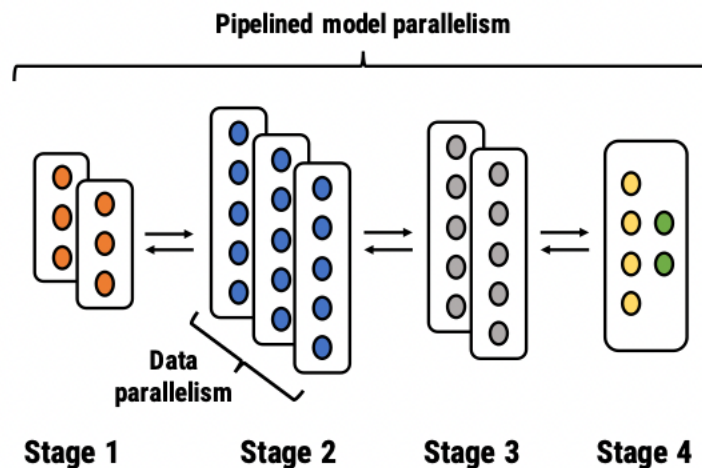 Pipelined model parallelism
Data
parallelism
Stage 1
Stage 2
Stage 3
Stage 4